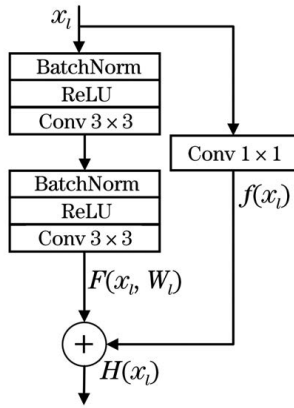 x_l
BatchNorm
ReLU
Conv 3 × 3
Conv 1 × 1
BatchNorm
ReLU
Conv 3 × 3
f(x_l)
F(x_l, W_l)
+
H(x_l)